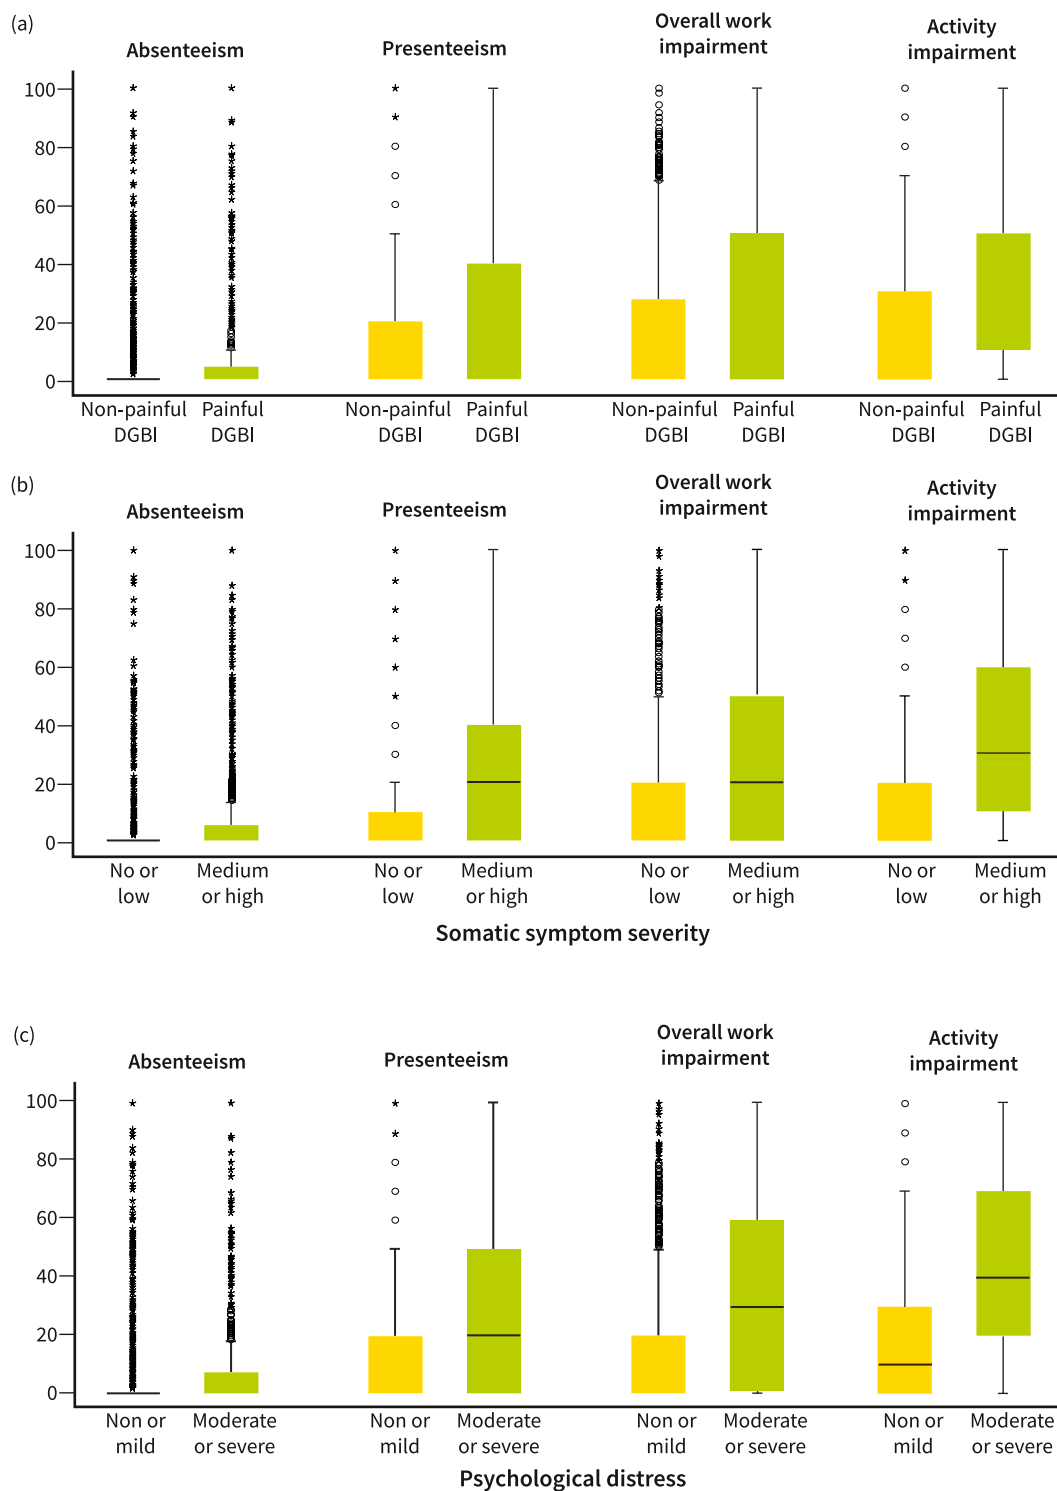 (a)
Absenteeism
Presenteeism
Overall work
impairment
Activity
impairment
100
80
60
40
20
0
Non-painful
DGBI
Painful
DGBI
Non-painful
DGBI
Painful
DGBI
Non-painful
DGBI
Painful
DGBI
Non-painful
DGBI
Painful
DGBI
(b)
Absenteeism
Presenteeism
Overall work
impairment
Activity
impairment
100
80
60
40
20
0
No or
low
Medium
or high
No or
low
Medium
or high
No or
low
Medium
or high
No or
low
Medium
or high
Somatic symptom severity
(c)
Absenteeism
Presenteeism
Overall work
impairment
Activity
impairment
100
80
60
40
20
0
Non or
mild
Moderate
or severe
Non or
mild
Moderate
or severe
Non or
mild
Moderate
or severe
Non or
mild
Moderate
or severe
Psychological distress